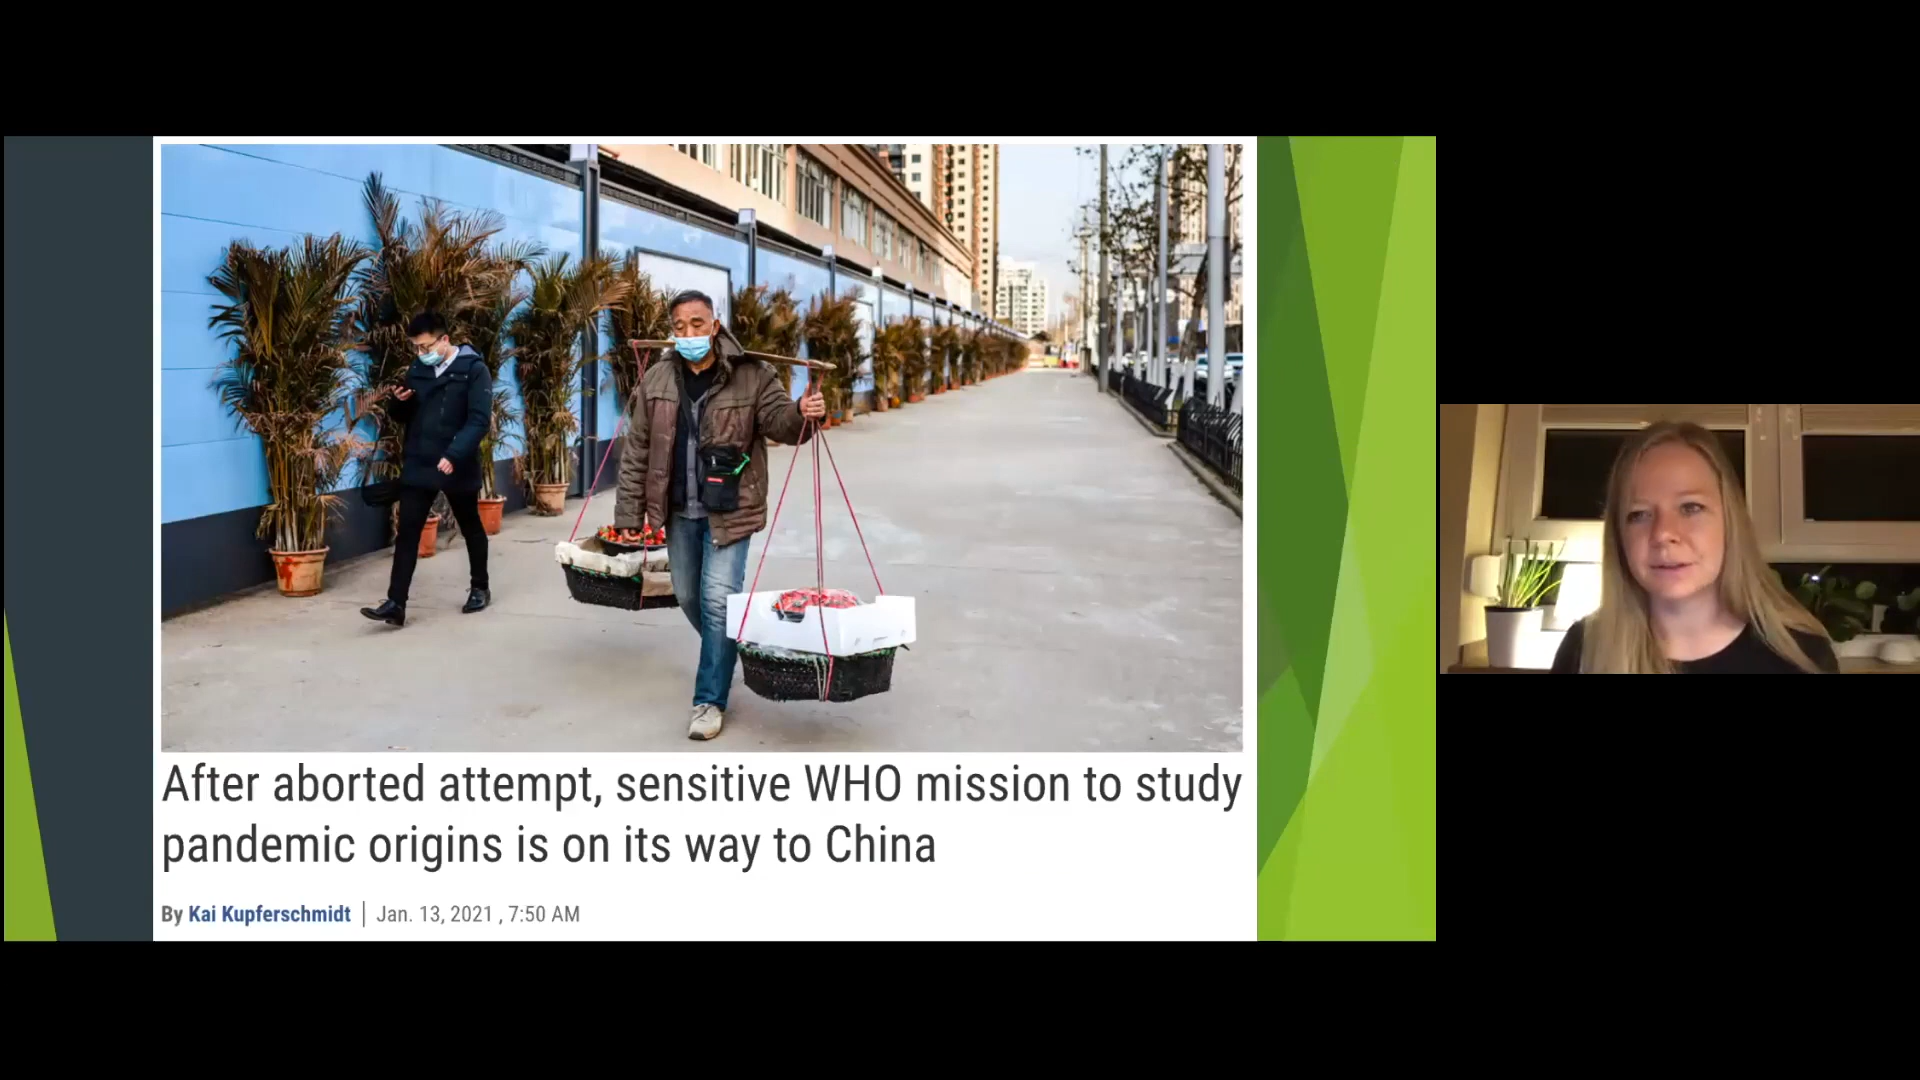 After aborted attempt, sensitive WHO mission to study
pandemic origins is on its way to China
By Kai Kupferschmidt | Jan. 13, 2021 , 7:50 AM